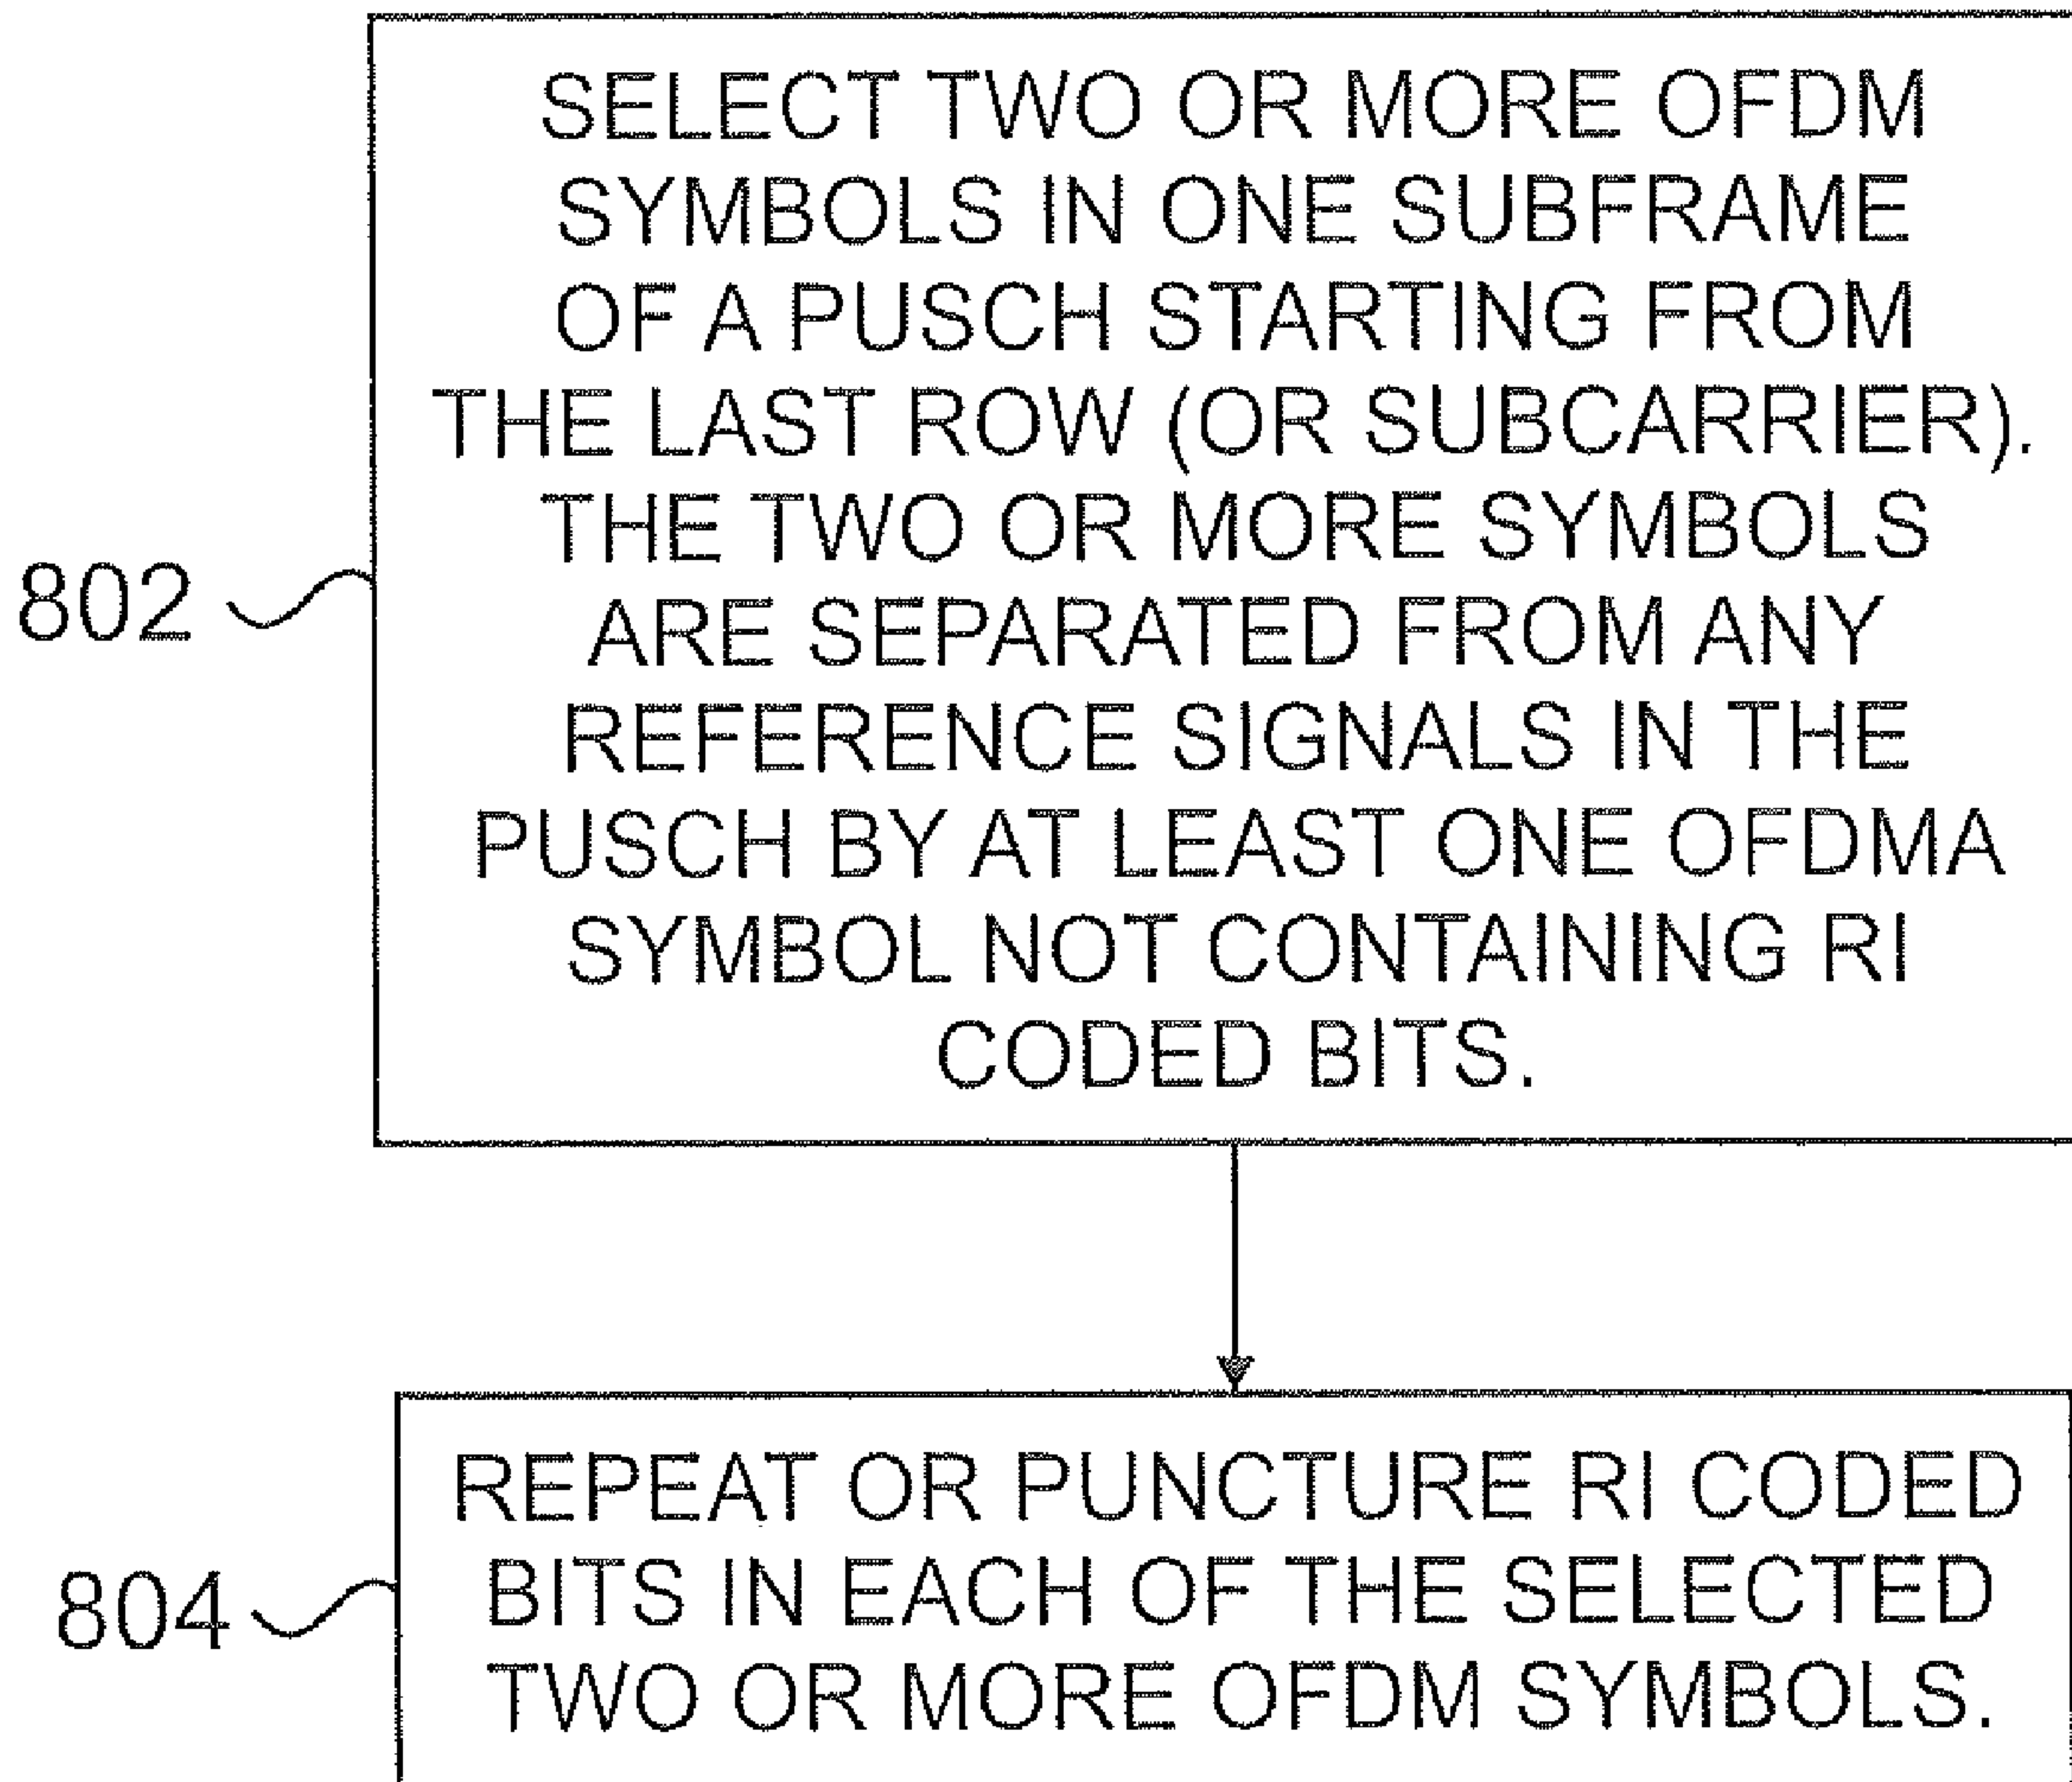 SELECT TWO OR MORE OFDM
SYMBOLS IN ONE SUBFRAME
OF A PUSCH STARTING FROM
THE LAST ROW (OR SUBCARRIER).
THE TWO OR MORE SYMBOLS
802
ARE SEPARATED FROM ANY
REFERENCE SIGNALS IN THE
PUSCH BY AT LEAST ONE OFDMA
SYMBOL NOT CONTAINING RI
CODED BITS.
REPEAT OR PUNCTURE RI CODED
BITS IN EACH OF THE SELECTED
804
TWO OR MORE OFDM SYMBOLS.